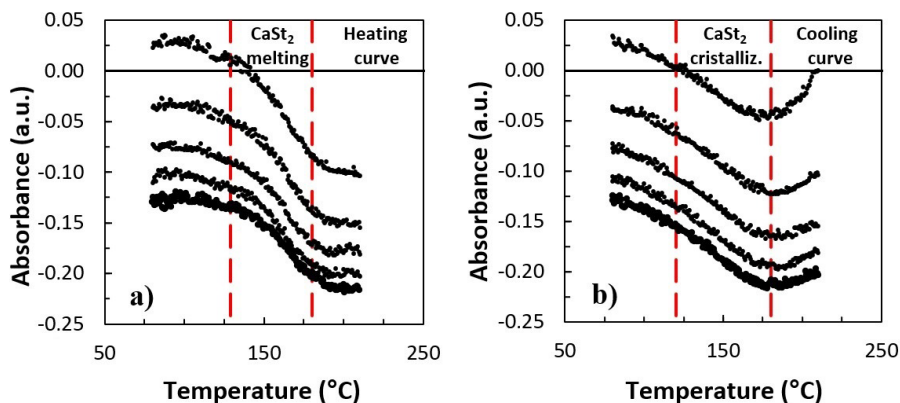 0.05
0.00
-0.05
-0.10
-0.15
-0.20
-0.25
Absorbance (a.u.)
CaSt2
melting
Heating
curve
a)
50
150
250
Temperature (°C)
0.05
0.00
-0.05
-0.10
-0.15
-0.20
-0.25
Absorbance (a.u.)
CaSt2
cristalliz.
Cooling
curve
b)
50
150
250
Temperature (°C)